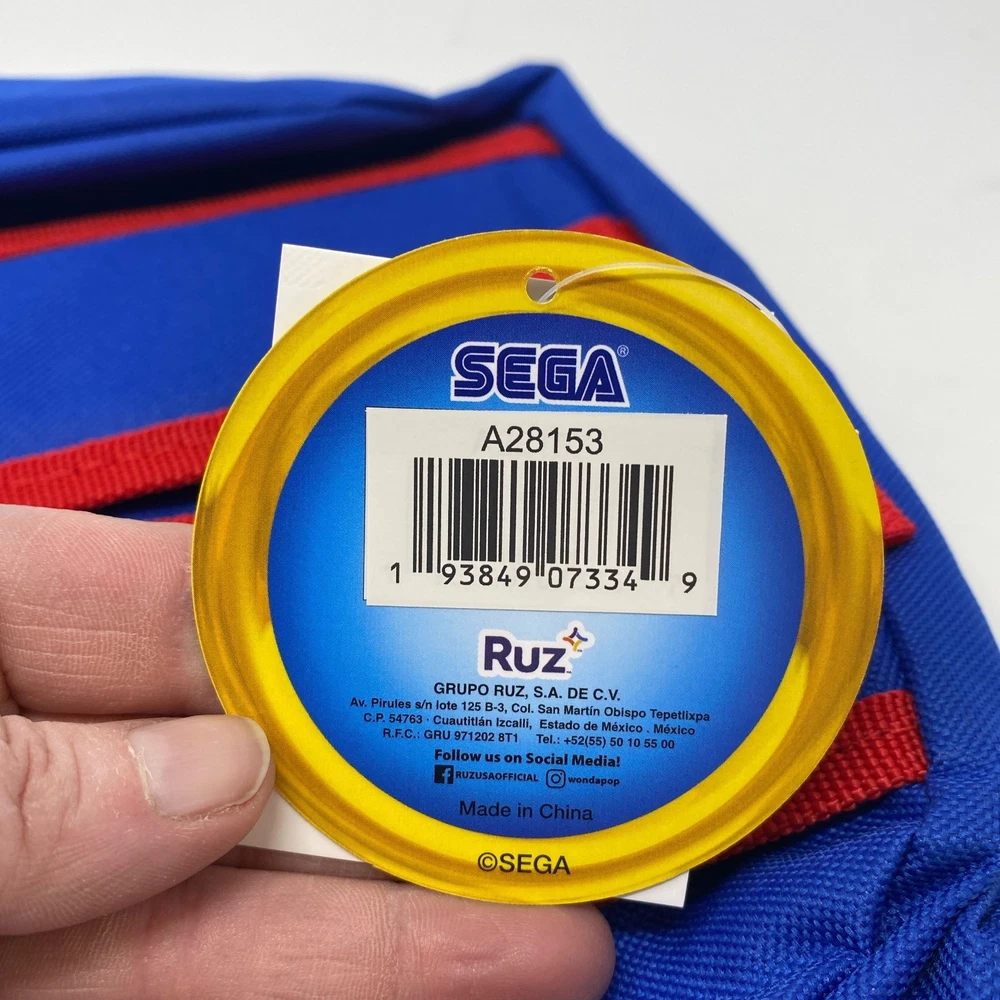 SEGA®
A28153
1 93849 07334 9
Ruz™
GRUPO RUZ, S.A. DE C.V.
Av. Pirules s/n lote 125 B-3, Col. San Martín Obispo Tepetlixpa
C.P. 54763 · Cuautitlán Izcalli, Estado de México . México
R.F.C.: GRU 971202 8T1 Tel.: +52(55) 50 10 55 00
Follow us on Social Media!
RUZUSAOFFICIAL wondapop
Made in China
©SEGA